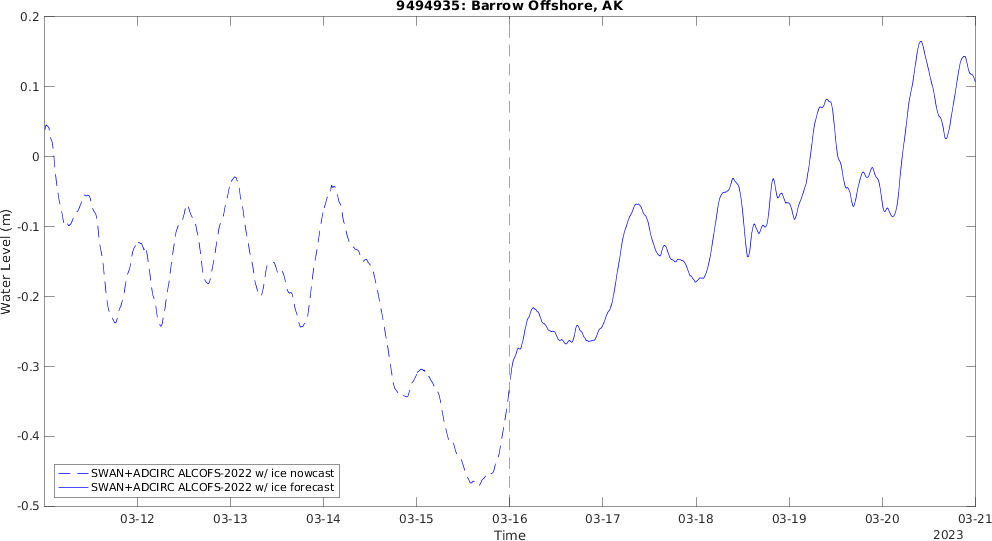 9494935: Barrow Offshore, AK
Water Level (m)
0.2
0.1
0
-0.1
-0.2
-0.3
-0.4
-0.5
SWAN+ADCIRC ALCOFS-2022 w/ ice nowcast
SWAN+ADCIRC ALCOFS-2022 w/ ice forecast
03-12 03-13 03-14 03-15 03-16 03-17 03-18 03-19 03-20 03-21
Time
2023